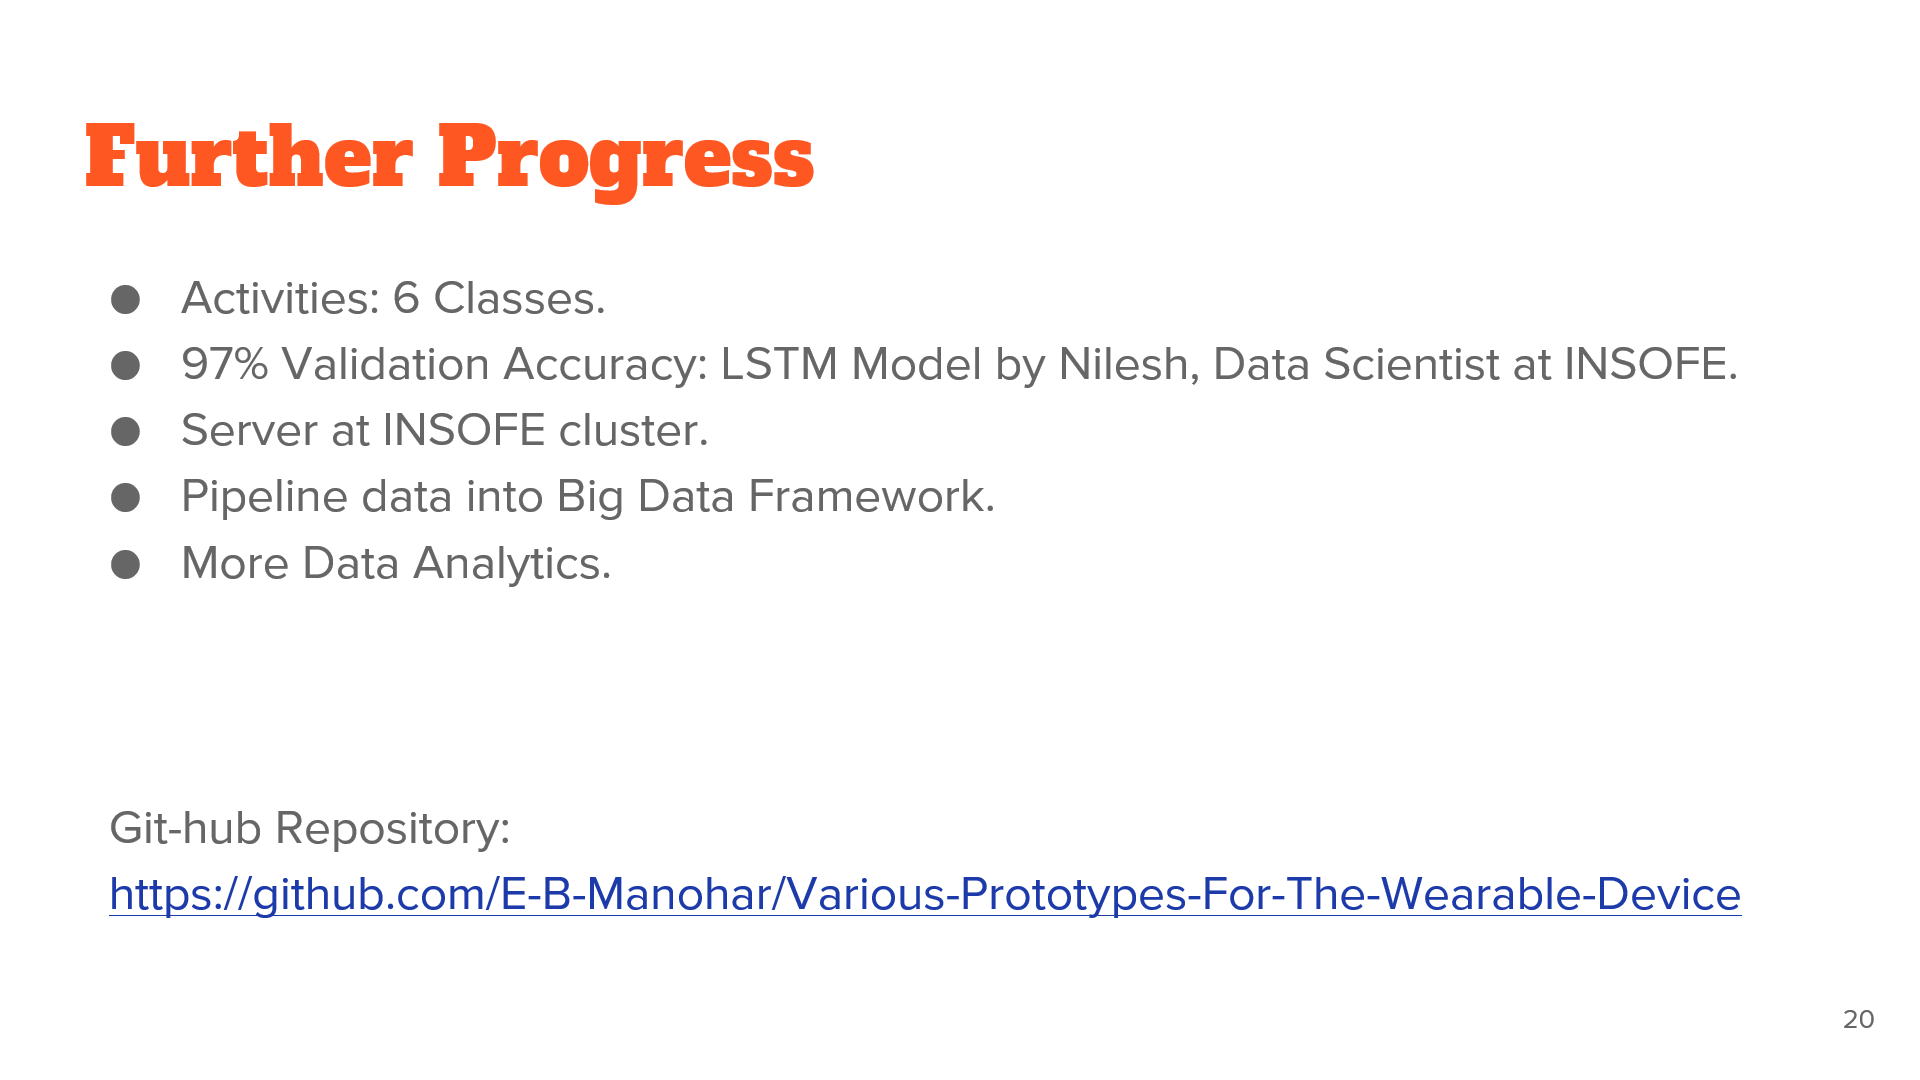 Further Progress
● Activities: 6 Classes.
● 97% Validation Accuracy: LSTM Model by Nilesh, Data Scientist at INSOFE.
● Server at INSOFE cluster.
● Pipeline data into Big Data Framework.
● More Data Analytics.
Git-hub Repository:
https://github.com/E-B-Manohar/Various-Prototypes-For-The-Wearable-Device
20